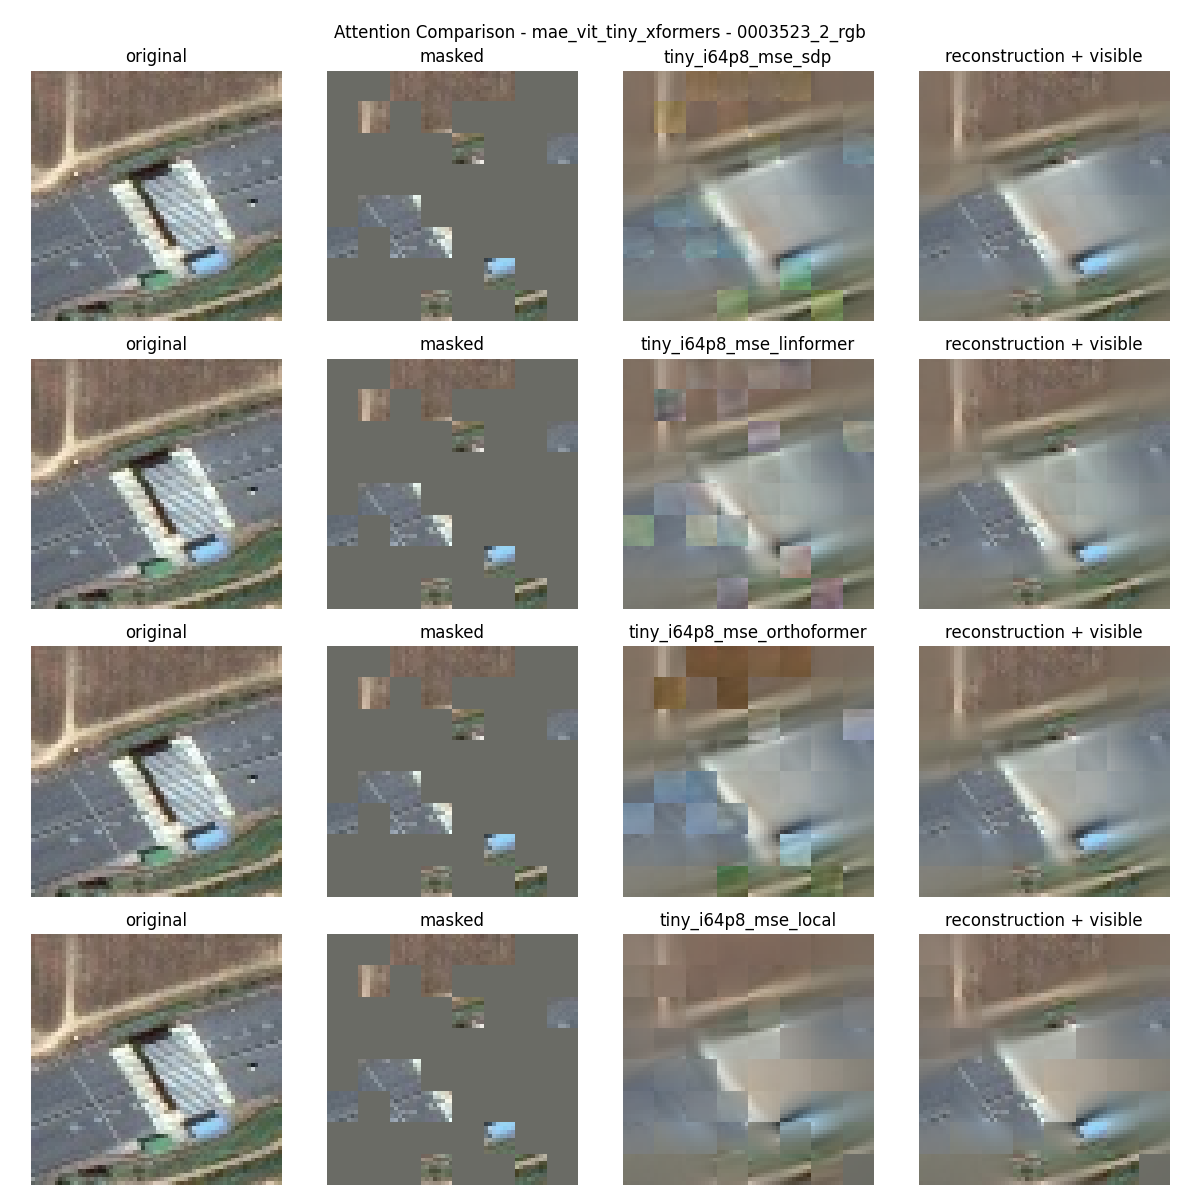 Attention Comparison - mae_vit_tiny_xformers - 0003523_2_rgb
original masked tiny_i64p8_mse_sdp reconstruction + visible
original masked tiny_i64p8_mse_linformer reconstruction + visible
original masked tiny_i64p8_mse_orthoformer reconstruction + visible
original masked tiny_i64p8_mse_local reconstruction + visible